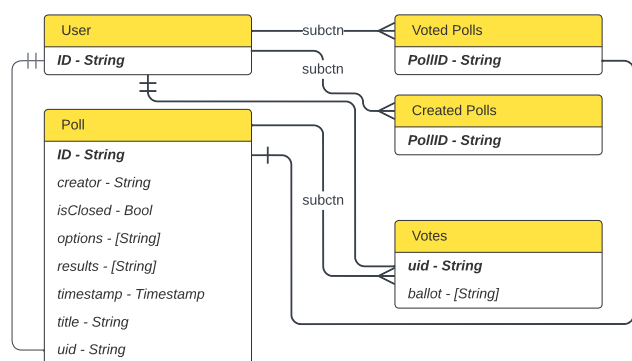 User
ID - String
subctn
Voted Polls
PollID - String
subctn
Created Polls
PollID - String
Poll
ID - String
creator - String
isClosed - Bool
options - [String]
results - [String]
timestamp - Timestamp
title - String
uid - String
subctn
Votes
uid - String
ballot - [String]